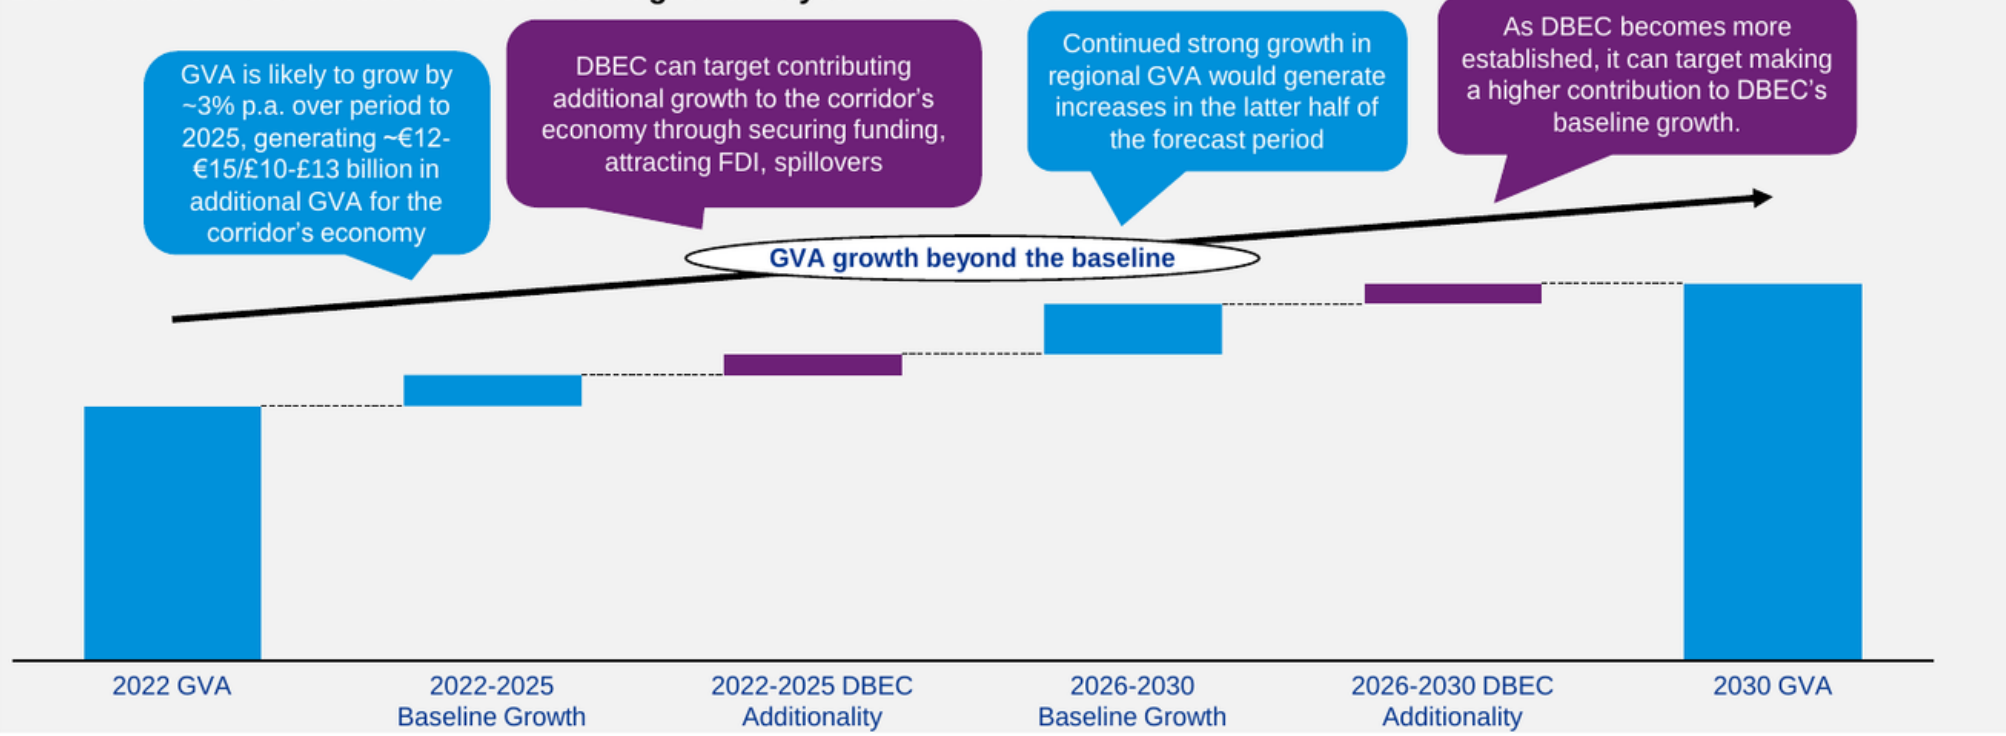 GVA is likely to grow by
~3% p.a. over period to
2025, generating ~€12-
€15/£10-£13 billion in
additional GVA for the
corridor’s economy
DBEC can target contributing
additional growth to the corridor’s
economy through securing funding,
attracting FDI, spillovers
Continued strong growth in
regional GVA would generate
increases in the latter half of
the forecast period
As DBEC becomes more
established, it can target making
a higher contribution to DBEC’s
baseline growth.
GVA growth beyond the baseline
2022 GVA
2022-2025
Baseline Growth
2022-2025 DBEC
Additionality
2026-2030
Baseline Growth
2026-2030 DBEC
Additionality
2030 GVA